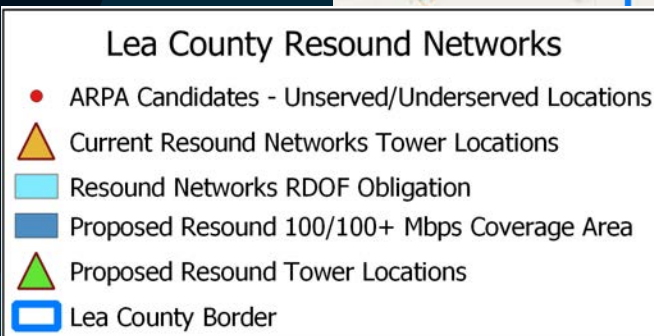 Lea County Resound Networks
ARPA Candidates - Unserved/Underserved Locations
Current Resound Networks Tower Locations
Resound Networks RDOF Obligation
Proposed Resound 100/100+ Mbps Coverage Area
Proposed Resound Tower Locations
Lea County Border